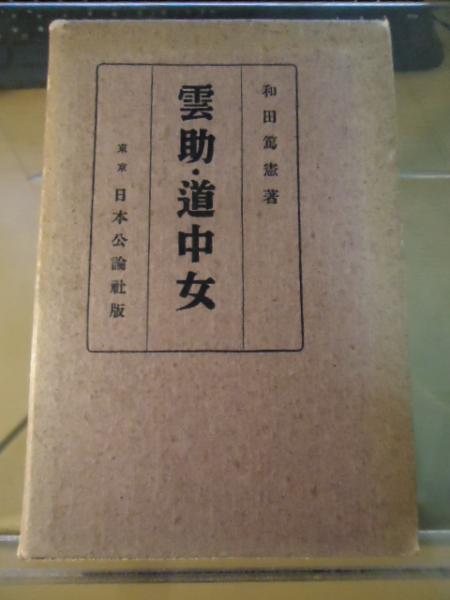 和田篤憲著
雲助・道中女
東京 日本公論社版